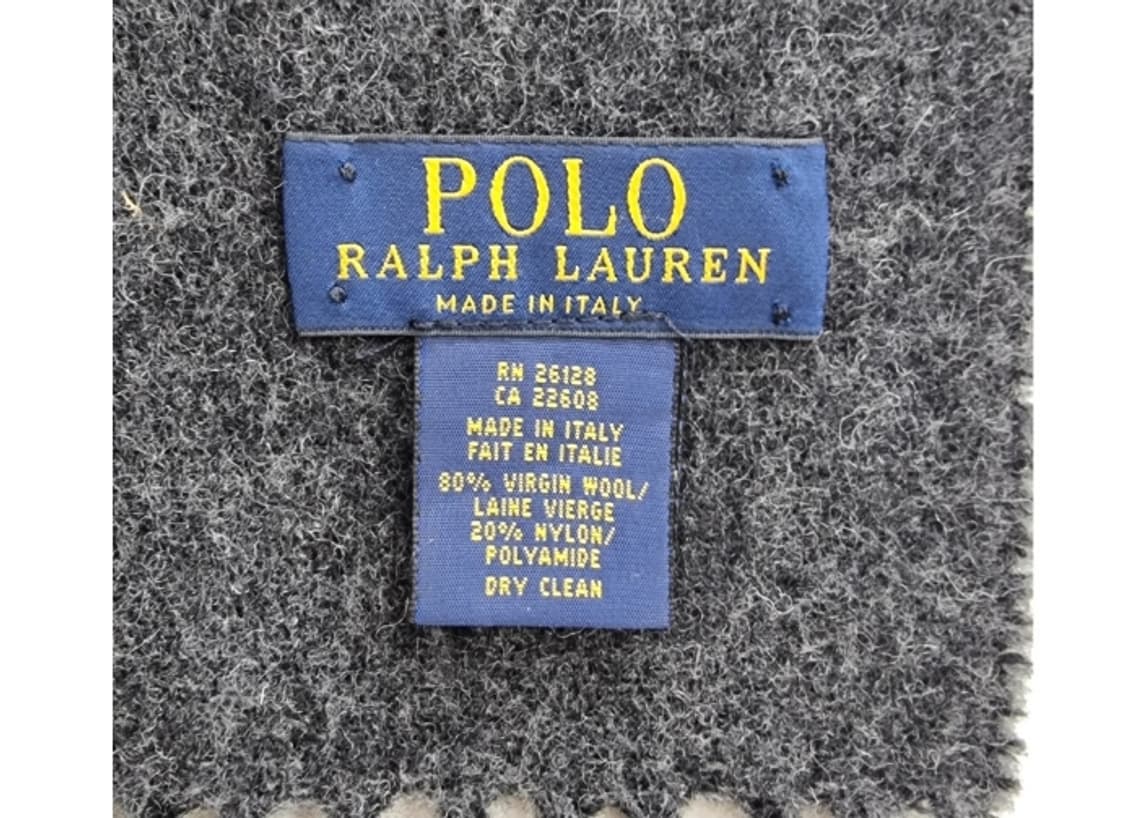 POLO
RALPH LAUREN
MADE IN ITALY
RN 26128
CA 22608
MADE IN ITALY
FAIT EN ITALIE
80% VIRGIN WOOL/
LAINE VIERGE
20% NYLON/
POLYAMIDE
DRY CLEAN